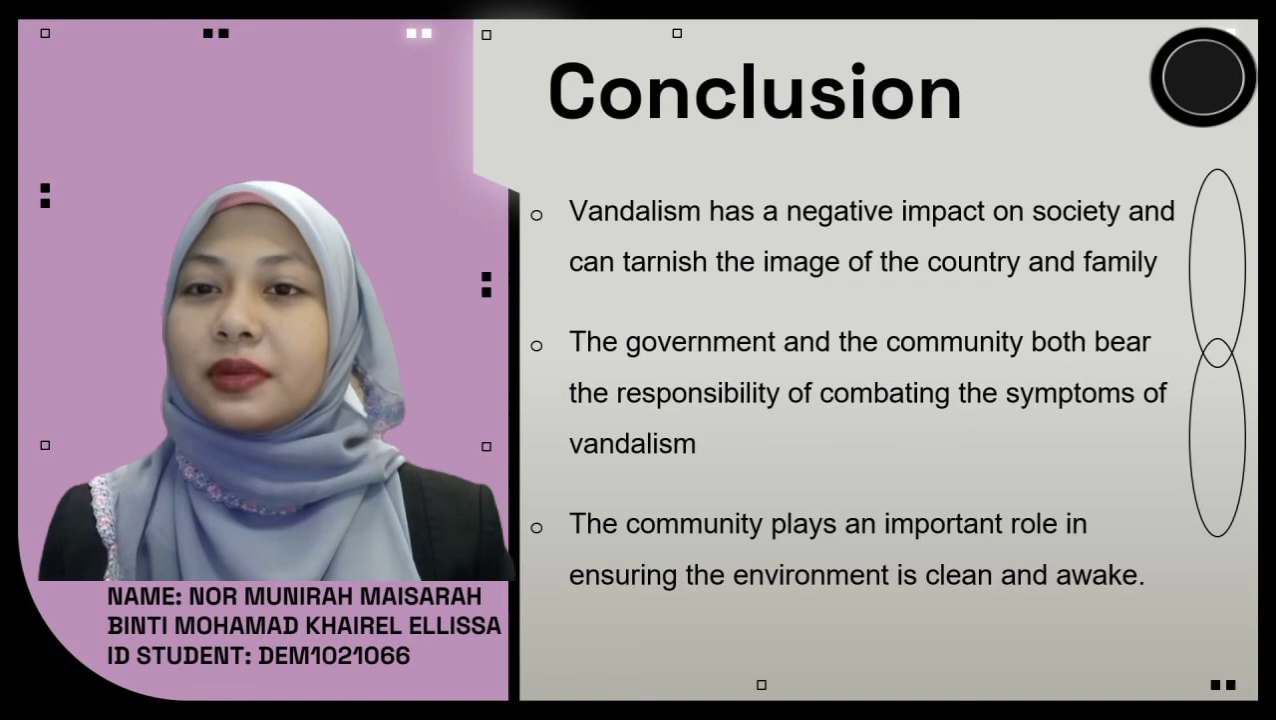 Conclusion
Vandalism has a negative impact on society and
can tarnish the image of the country and family
The government and the community both bear
the responsibility of combating the symptoms of
vandalism
The community plays an important role in
ensuring the environment is clean and awake.
NAME: NOR MUNIRAH MAISARAH
BINTI MOHAMAD KHAIREL ELLISSA
ID STUDENT: DEM1021066